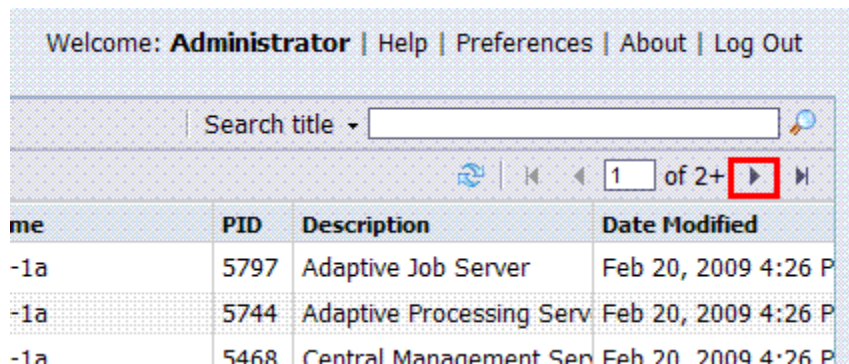 Welcome: Administrator | Help | Preferences | About | Log Out
Search title
1 of 2+
me PID Description Date Modified
-1a 5797 Adaptive Job Server Feb 20, 2009 4:26 P
-1a 5744 Adaptive Processing Serv Feb 20, 2009 4:26 P
-1a 5468 Central Management Serv Feb 20, 2009 4:26 P